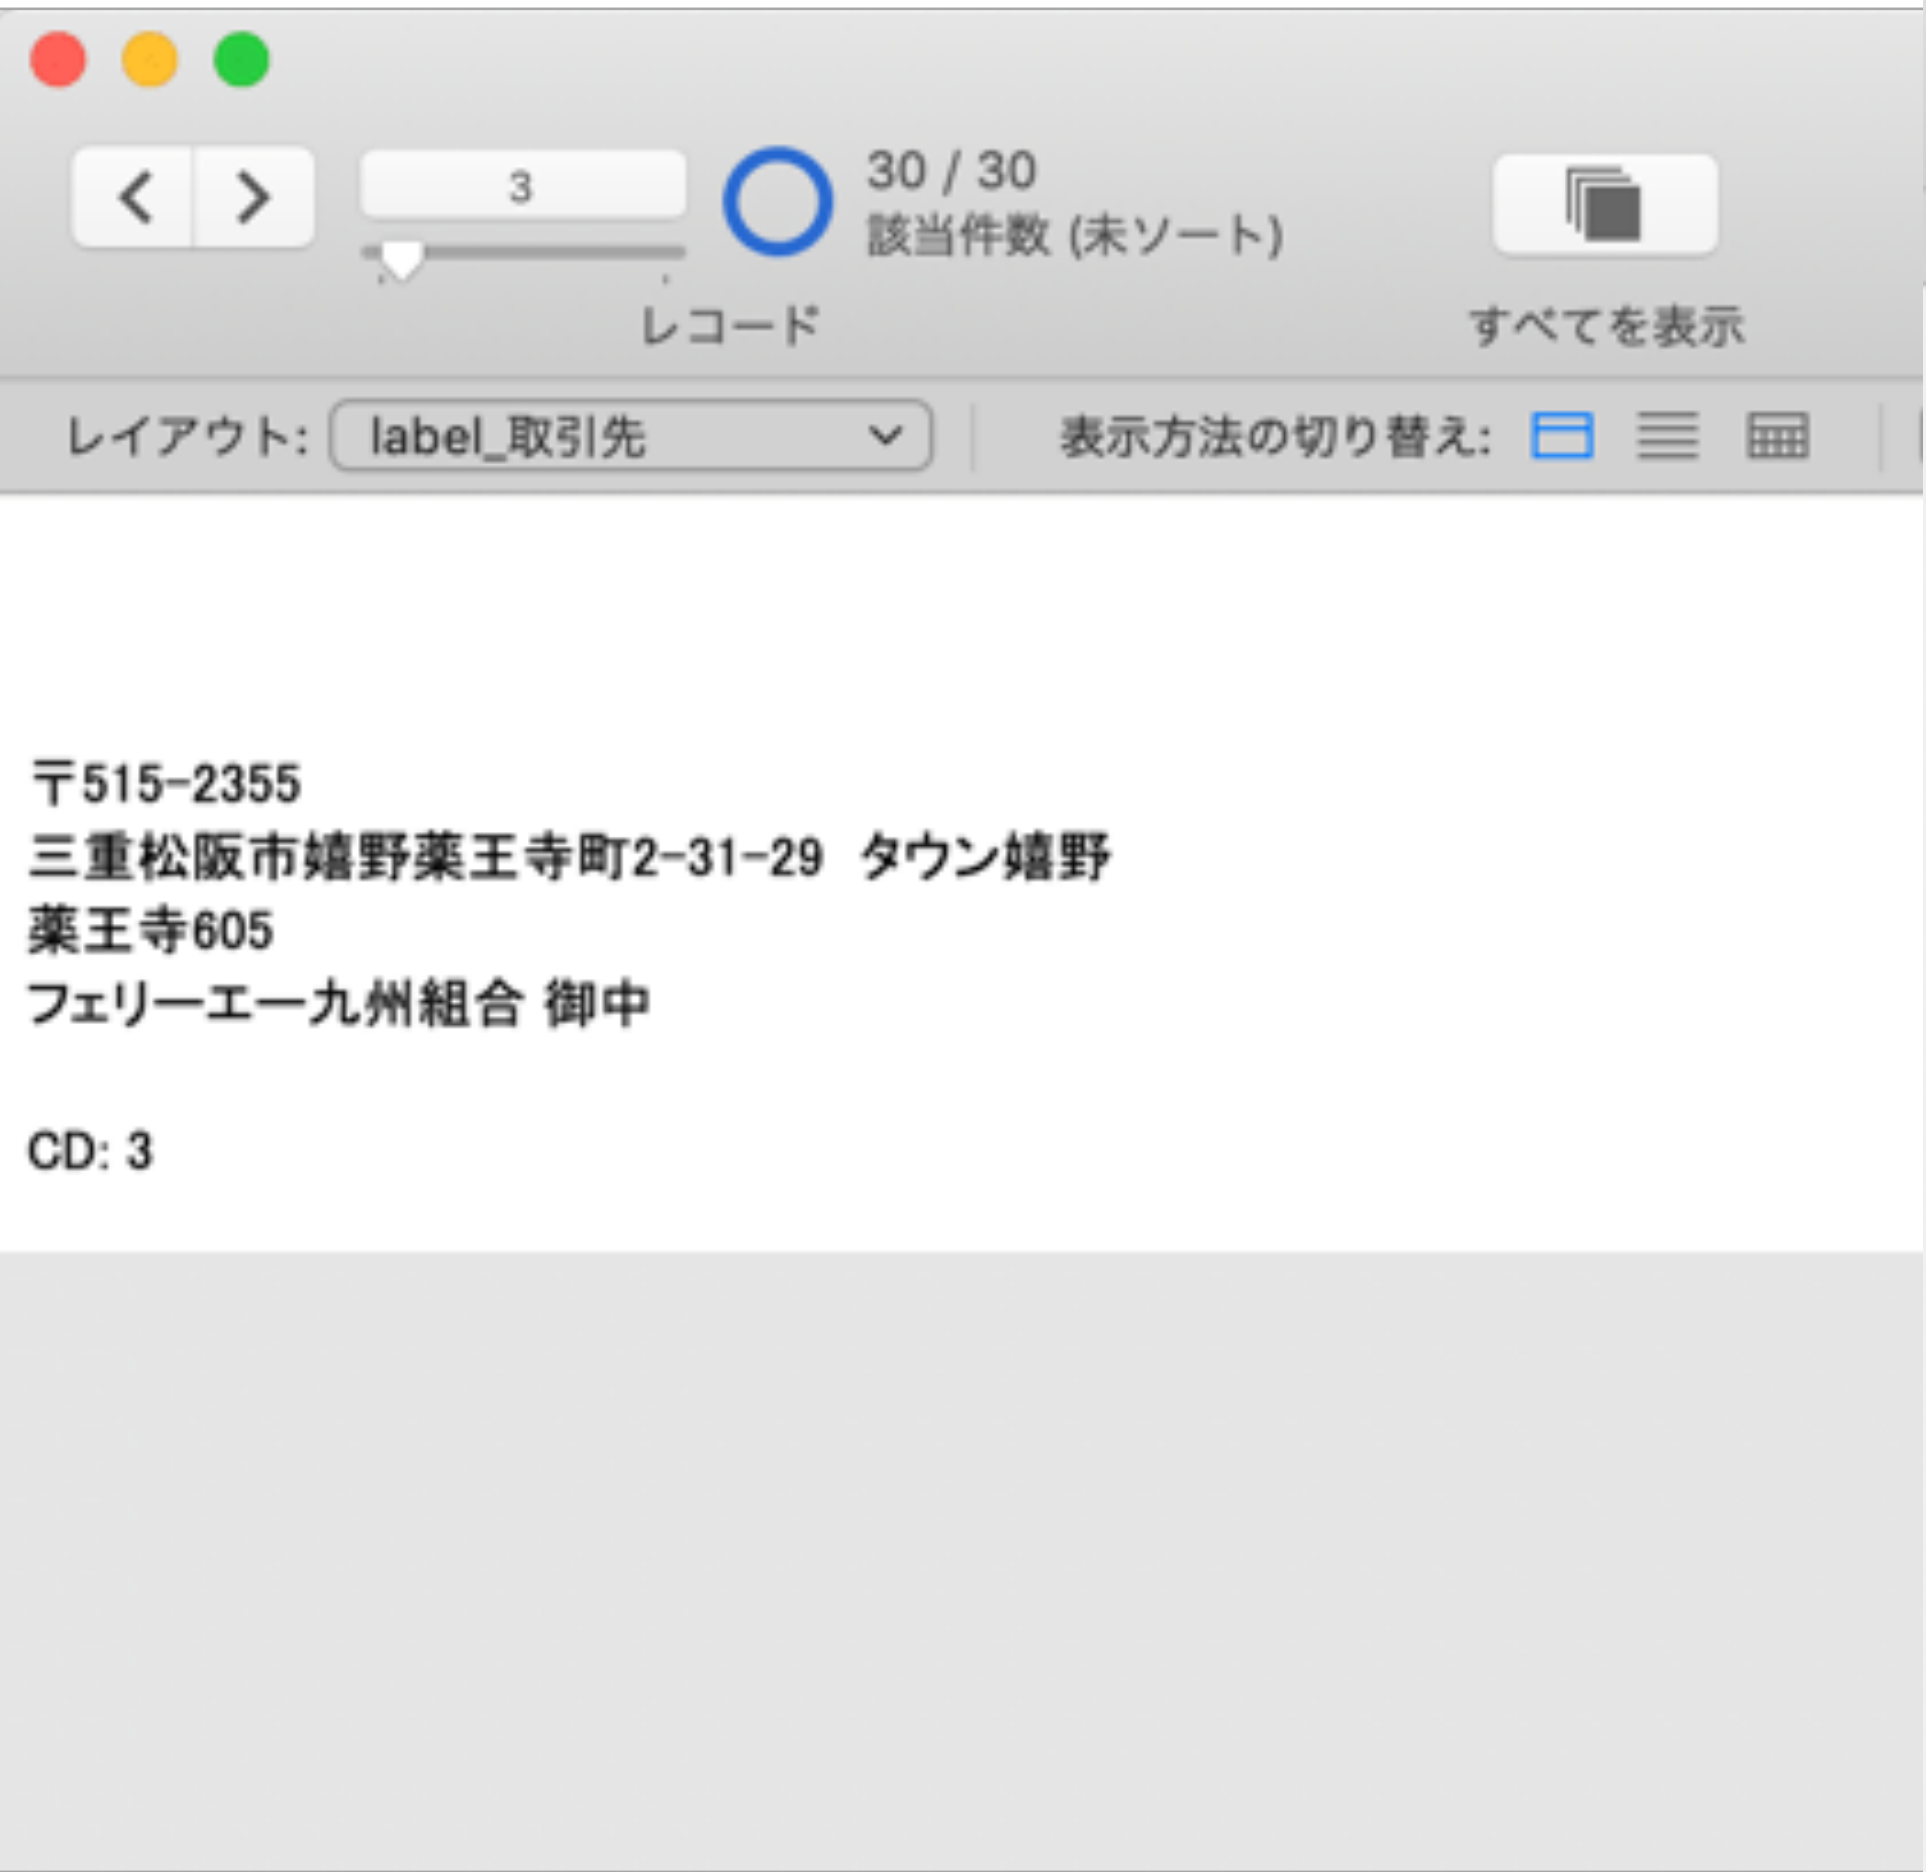 3
30 / 30
該当件数 (未ソート)
レコード
すべてを表示
レイアウト: label_取引先
表示方法の切り替え:
〒515-2355
三重松阪市嬉野薬王寺町2-31-29　タウン嬉野
薬王寺605
フェリーエー九州組合 御中
CD: 3